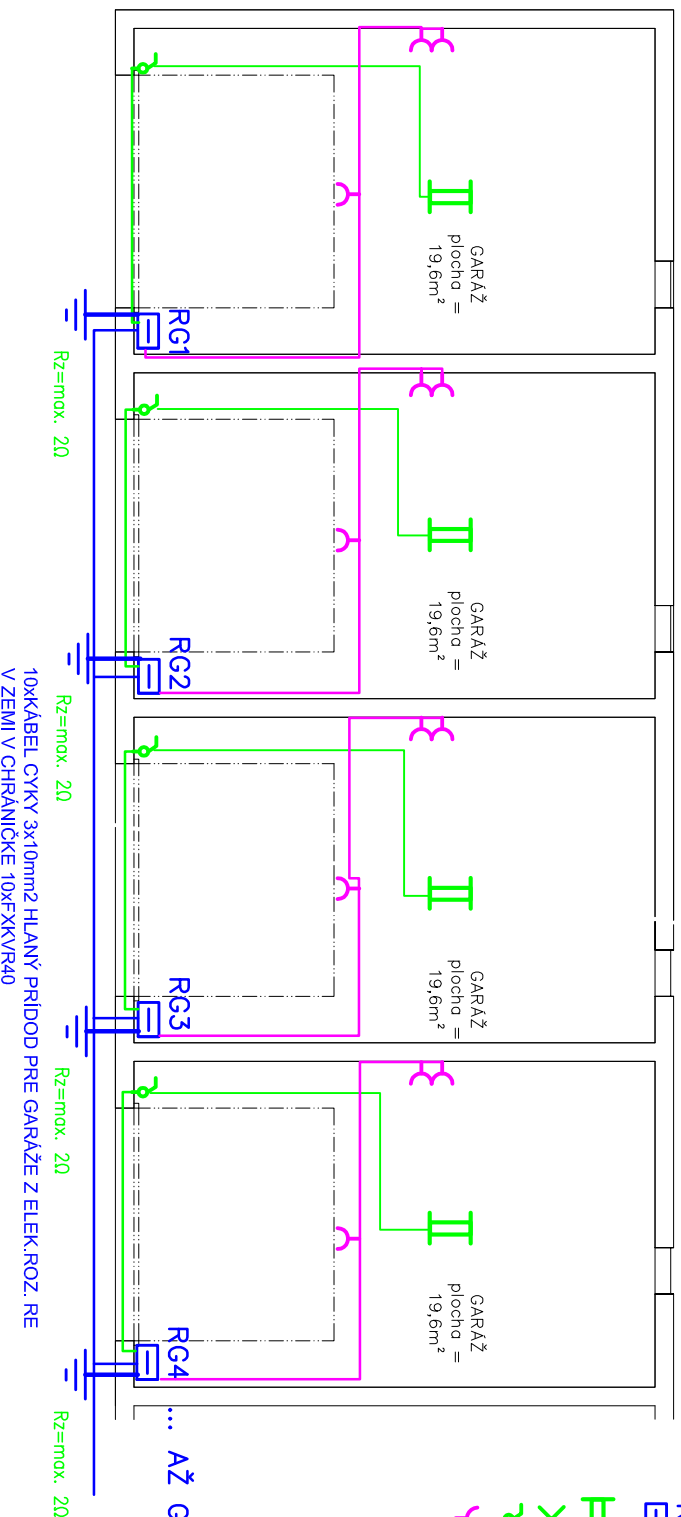 GARÁŽ
plocha =
19,6m²
RG1
Rz=max. 2Ω
GARÁŽ
plocha =
19,6m²
RG2
Rz=max. 2Ω
GARÁŽ
plocha =
19,6m²
RG3
Rz=max. 2Ω
GARÁŽ
plocha =
19,6m²
RG4
Rz=max. 2Ω
... AŽ G
10xKÁBEL CYKY 3x10mm2 HLANÝ PRÍDOD PRE GARÁŽE Z ELEK.ROZ. RE
V ZEMI V CHRÁNIČKE 10xFXKVR40